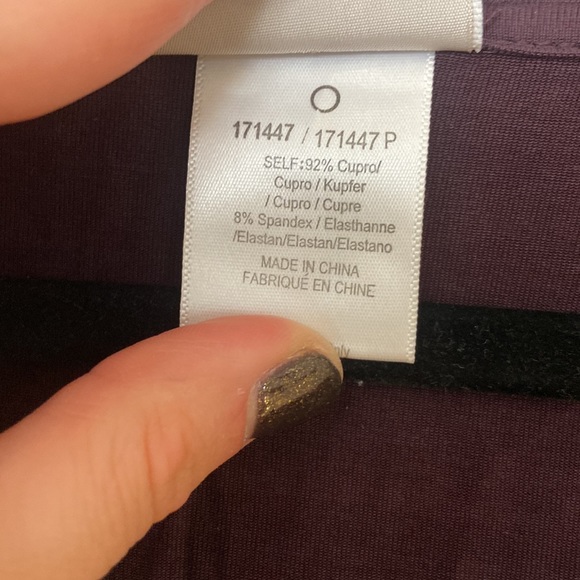 171447 / 171447 P
SELF:92% Cupro/
Cupro / Kupfer
/ Cupro / Cupre
8% Spandex / Elasthanne
/Elastan/Elastan/Elastano
MADE IN CHINA
FABRIQUÉ EN CHINE